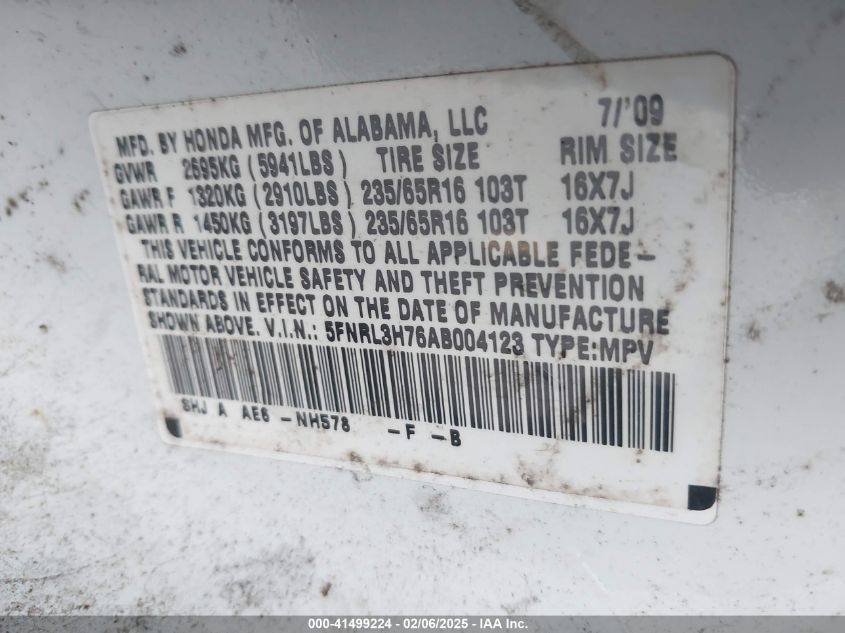 MFD. BY HONDA MFG. OF ALABAMA, LLC 7/'09
GVWR 2695KG (5941LBS) TIRE SIZE RIM SIZE
GAWR F 1320KG (2910LBS) 235/65R16 103T 16X7J
GAWR R 1450KG (3197LBS) 235/65R16 103T 16X7J
THIS VEHICLE CONFORMS TO ALL APPLICABLE FEDE-
RAL MOTOR VEHICLE SAFETY AND THEFT PREVENTION
STANDARDS IN EFFECT ON THE DATE OF MANUFACTURE
SHOWN ABOVE. V.I.N.: 5FNRL3H76AB004123 TYPE:MPV
SHJ A AE6 -NH578 -F -B
000-41499224 - 02/06/2025 - IAA Inc.